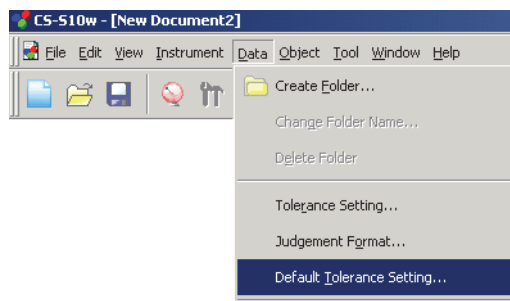 CS-S10w - [New Document2]
File Edit View Instrument Data Object Tool Window Help
Create Folder...
Change Folder Name...
Delete Folder
Tolerance Setting...
Judgement Format...
Default Tolerance Setting...